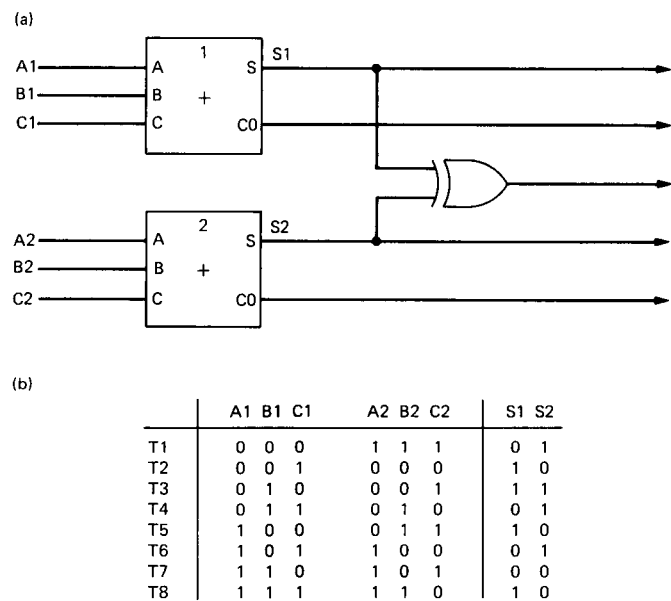 (a)
1 S1
A1 A S
B1 B +
C1 C CO
2 S2
A2 A S
B2 B +
C2 C CO
(b)
A1 B1 C1 A2 B2 C2 S1 S2
T1 0 0 0 1 1 1 0 1
T2 0 0 1 0 0 0 1 0
T3 0 1 0 0 0 1 1 1
T4 0 1 1 0 1 0 0 1
T5 1 0 0 0 1 1 1 0
T6 1 0 1 1 0 0 0 1
T7 1 1 0 1 0 1 0 0
T8 1 1 1 1 1 0 1 0